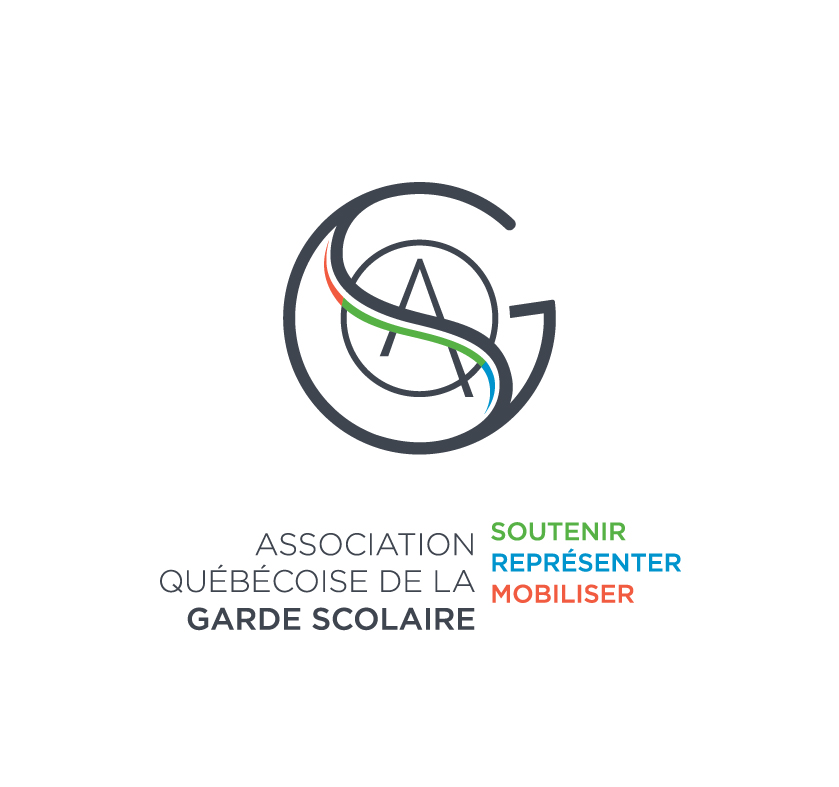 ASSOCIATION
QUÉBÉCOISE DE LA
GARDE SCOLAIRE
SOUTENIR
REPRÉSENTER
MOBILISER